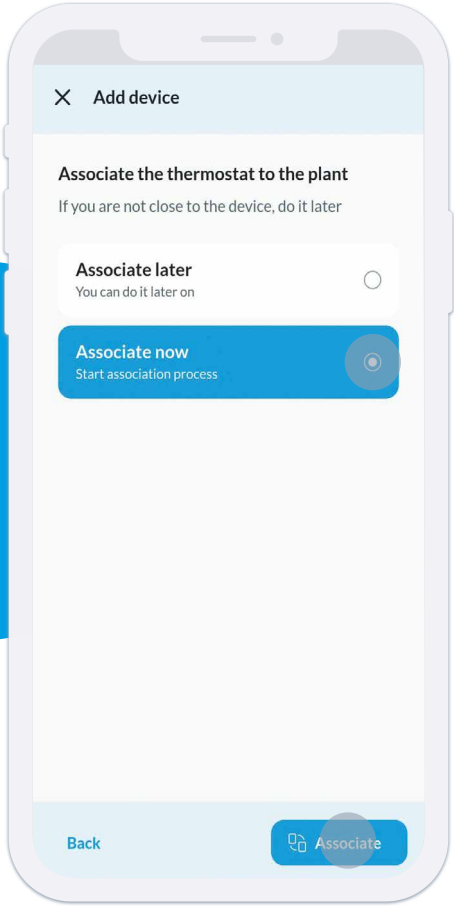 Add device
Associate the thermostat to the plant
If you are not close to the device, do it later
Associate later
You can do it later on
Associate now
Start association process
Back
Associate